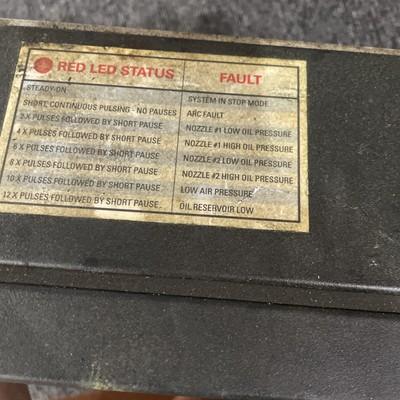 RED LED STATUS FAULT
STEADY-ON SYSTEM IN STOP MODE
SHORT, CONTINUOUS PULSING - NO PAUSES ARC FAULT
2 X PULSES FOLLOWED BY SHORT PAUSE NOZZLE #1 LOW OIL PRESSURE
4 X PULSES FOLLOWED BY SHORT PAUSE NOZZLE #1 HIGH OIL PRESSURE
6 X PULSES FOLLOWED BY SHORT PAUSE NOZZLE #2 LOW OIL PRESSURE
8 X PULSES FOLLOWED BY SHORT PAUSE NOZZLE #2 HIGH OIL PRESSURE
10 X PULSES FOLLOWED BY SHORT PAUSE LOW AIR PRESSURE
12 X PULSES FOLLOWED BY SHORT PAUSE OIL RESERVOIR LOW